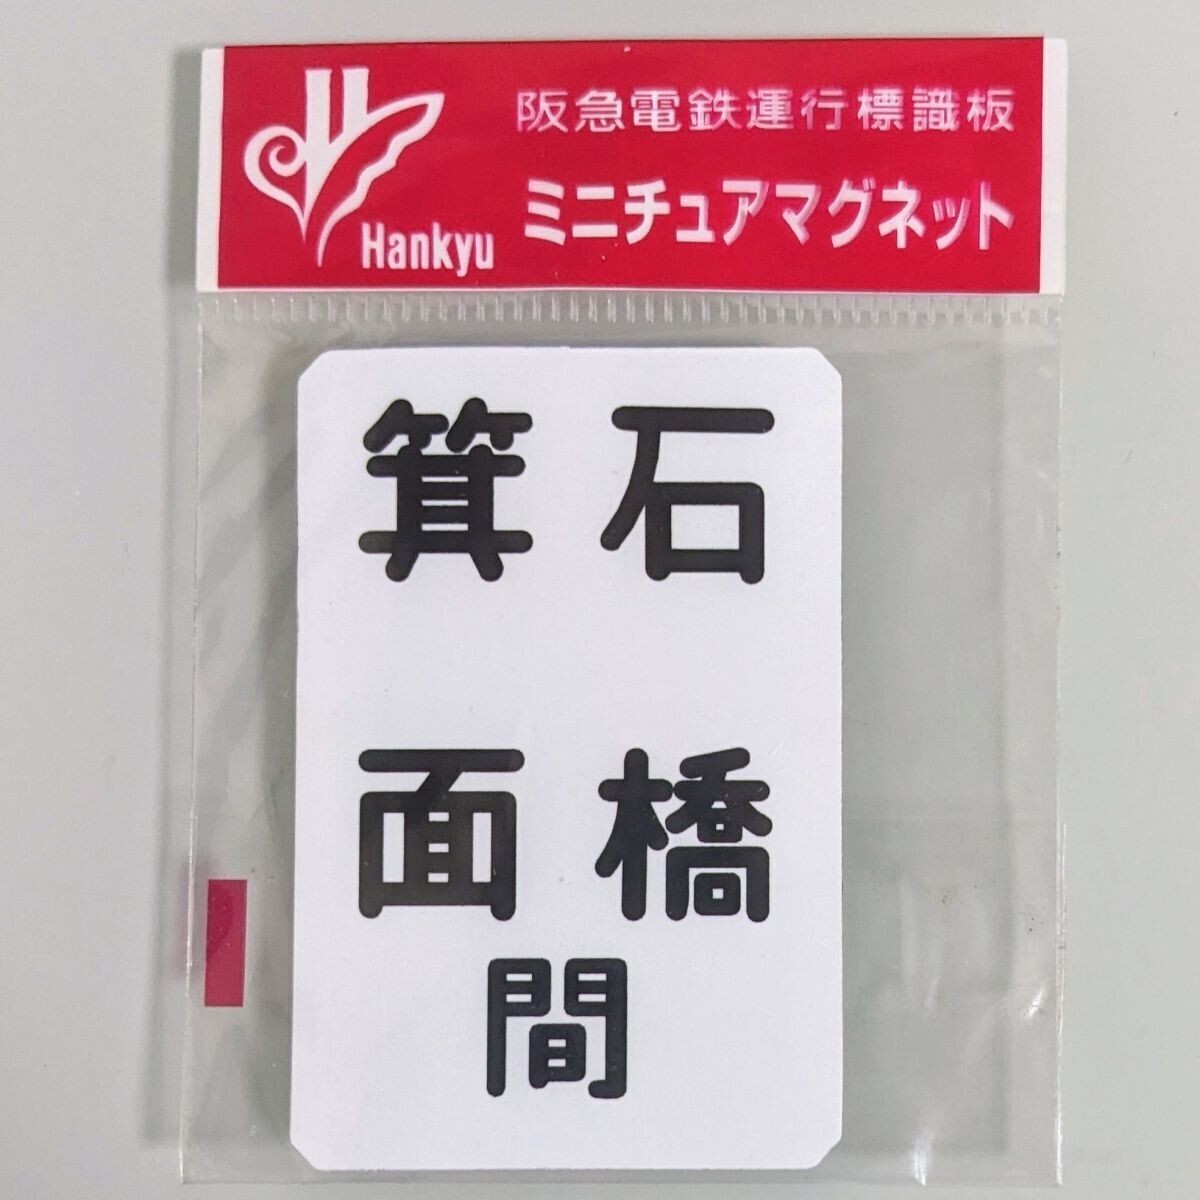 Hankyu
阪急電鉄運行標識板
ミニチュアマグネット
石橋
箕面
間